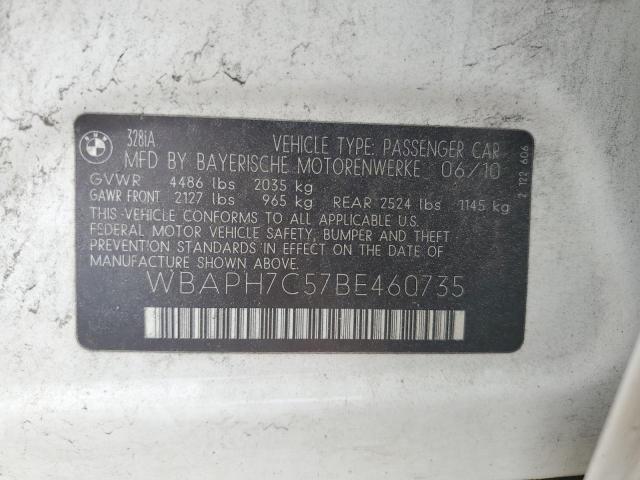 BMW
328iA VEHICLE TYPE: PASSENGER CAR
MFD BY BAYERISCHE MOTORENWERKE 06/10
GVWR 4486 lbs 2035 kg
GAWR FRONT 2127 lbs 965 kg REAR 2524 lbs 1145 kg
THIS VEHICLE CONFORMS TO ALL APPLICABLE U.S.
FEDERAL MOTOR VEHICLE SAFETY, BUMPER AND THEFT
PREVENTION STANDARDS IN EFFECT ON THE DATE OF
MANUFACTURE SHOWN ABOVE.
WBAPH7C57BE460735
2 122 606